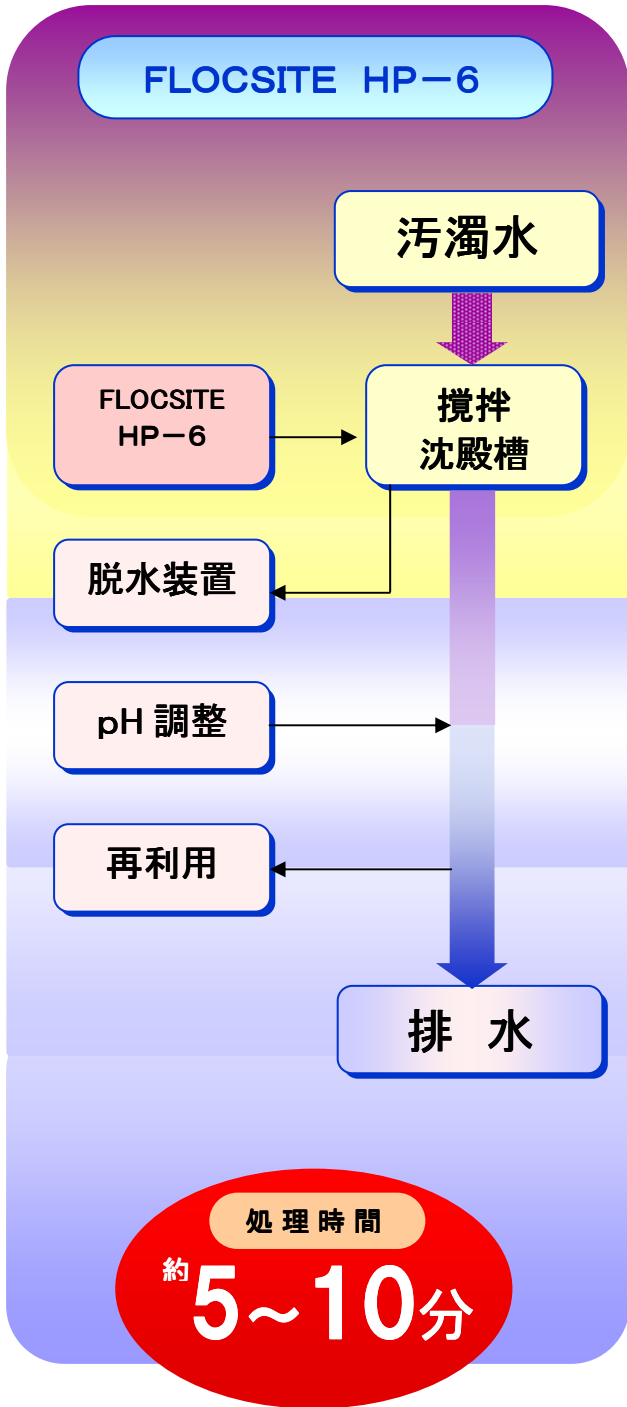 FLOCSITE HP−6
汚濁水
FLOCSITE
HP−6
撹拌
沈殿槽
脱水装置
pH 調整
再利用
排 水
処理時間
約5～10分